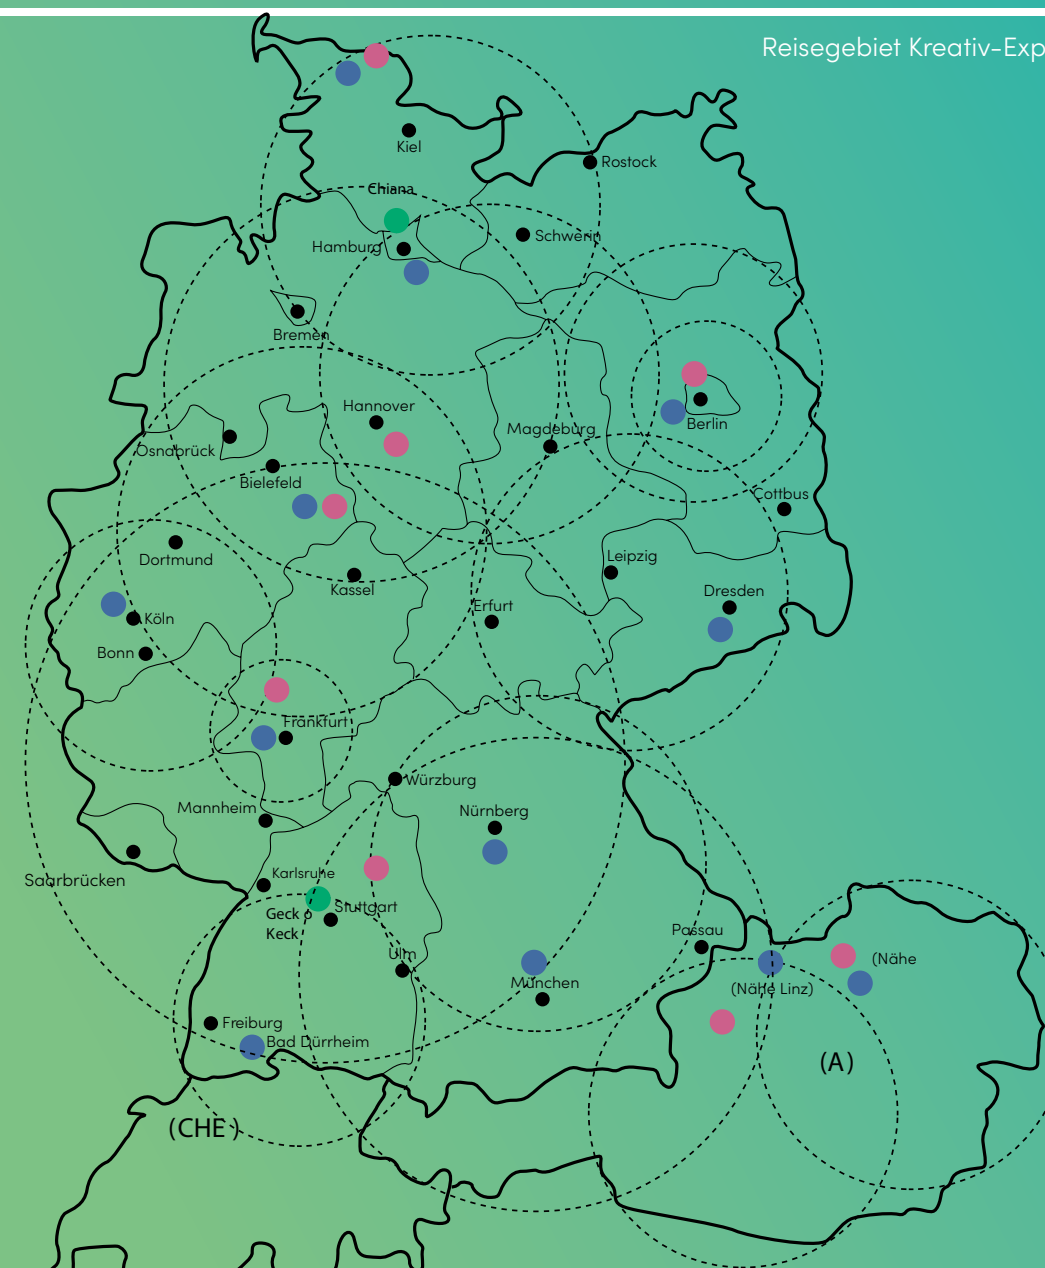 Reisegebiet Kreativ-Exp
Kiel
Rostock
Chiana
Schwerin
Hamburg
Bremen
Hannover
Magdeburg
Berlin
Osnabrück
Bielefeld
Cottbus
Dortmund
Leipzig
Kassel
Dresden
Erfurt
Köln
Bonn
Frankfurt
Würzburg
Mannheim
Nürnberg
Saarbrücken
Karlsruhe
Geck o
Keck
Stuttgart
Passau
Ulm
(Nähe
München
(Nähe Linz)
Freiburg
Bad Dürrheim
(A)
(CHE )